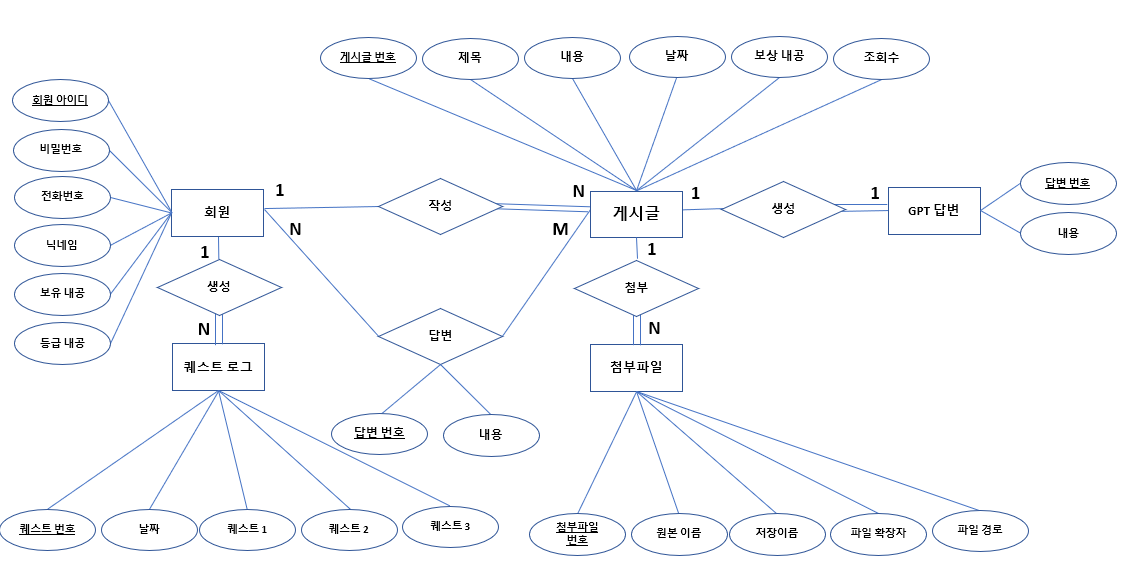 게시글 번호
제목
내용
날짜
보상 내공
조회수
회원 아이디
비밀번호
전화번호
닉네임
보유 내공
등급 내공
회원
1
N
작성
N
M
게시글
1
생성
1
GPT 답변
답변 번호
내용
1
생성
N
퀘스트 로그
답변
답변 번호
내용
1
첨부
N
첨부파일
퀘스트 번호
날짜
퀘스트 1
퀘스트 2
퀘스트 3
첨부파일
번호
원본 이름
저장이름
파일 확장자
파일 경로